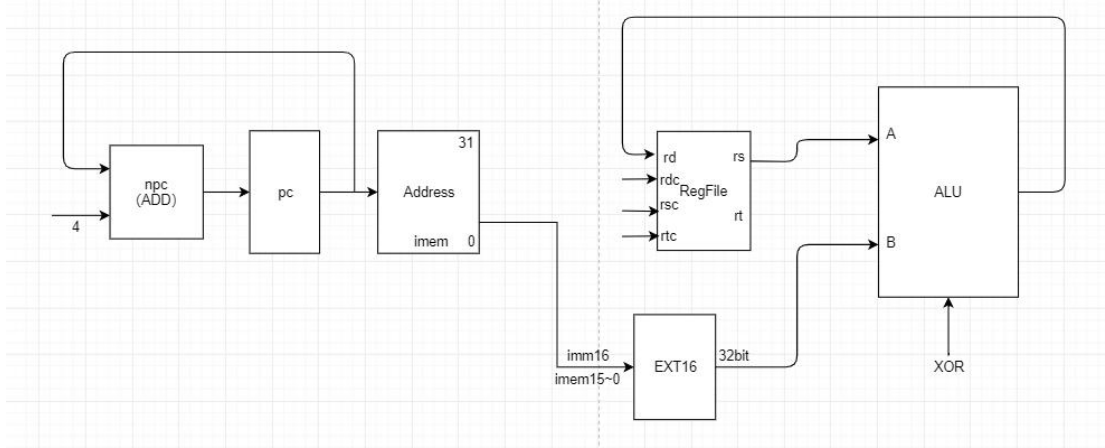 npc
(ADD)
4
pc
31
Address
imem 0
rd rs
rdc
RegFile
rsc
rt
rtc
A
ALU
B
XOR
imm16
imem15~0
EXT16
32bit